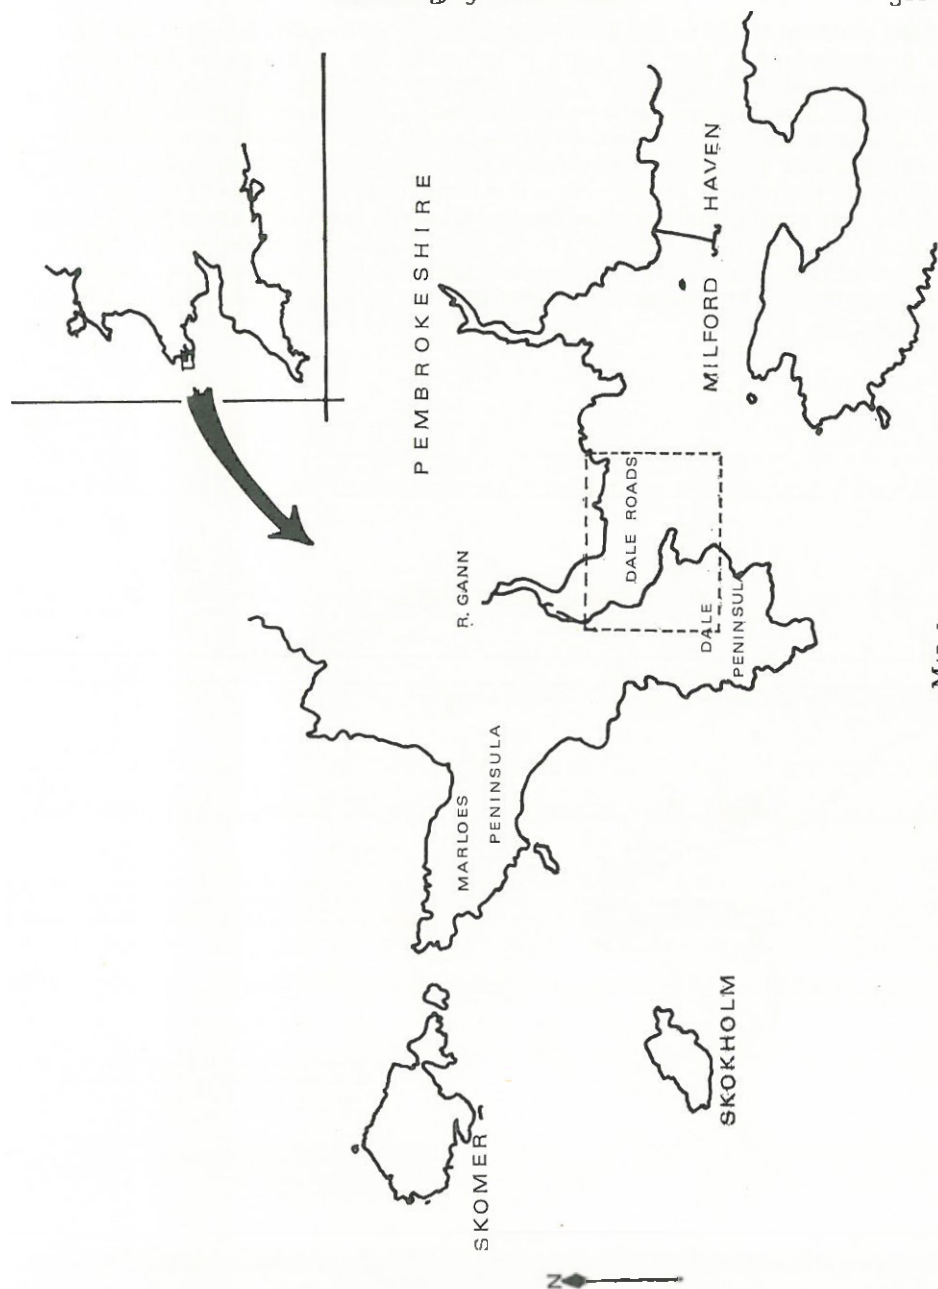 PEMBROKESHIRE
R. GANN
MILFORD HAVEN
DALE ROADS
DALE
PENINSULA
MARLOES
PENINSULA
SKOMER
SKOKHOLM
N